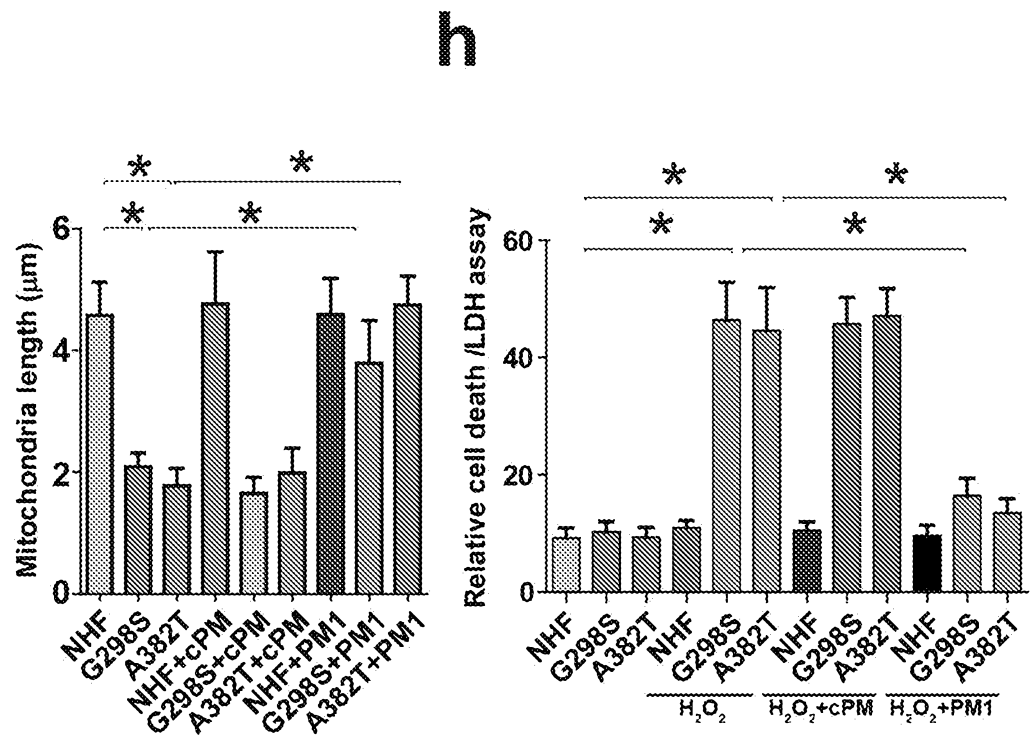 h
* *
* *
Mitochondria length (μm)
6
4
2
0
NHF
G298S
A382T
NHF+cPM
G298S+cPM
A382T+cPM
NHF+PM1
G298S+PM1
A382T+PM1
* *
* *
Relative cell death /LDH assay
60
40
20
0
NHF
G298S
A382T
NHF
G298S
A382T
NHF
G298S
A382T
NHF
G298S
A382T
H₂O₂ H₂O₂+cPM H₂O₂+PM1